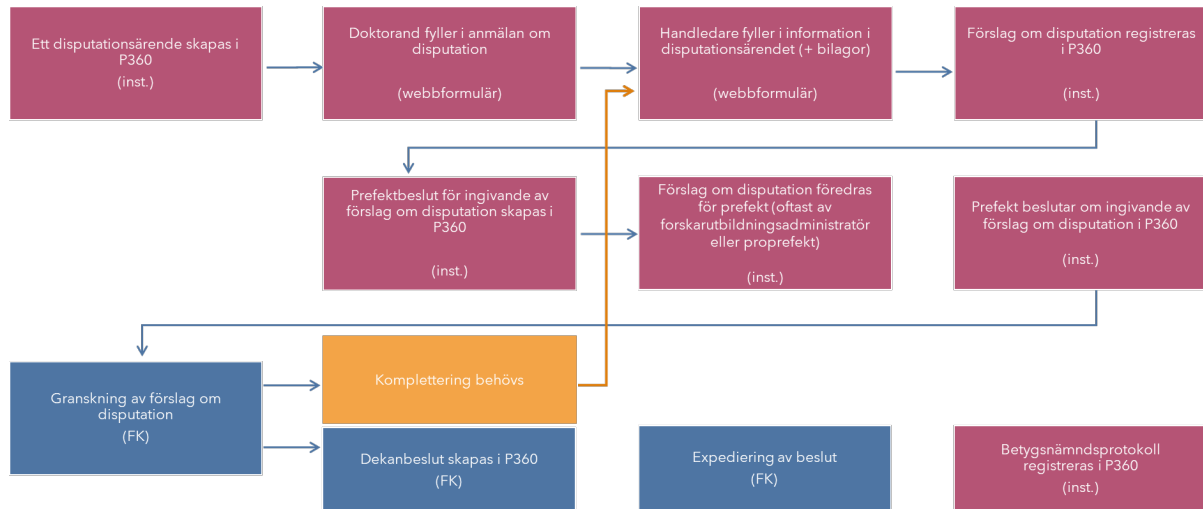 Ett disputationsärende skapas i
P360
(inst.)
Doktorand fyller i anmälan om
disputation
(webbformulär)
Handledare fyller i information i
disputationsärendet (+ bilagor)
(webbformulär)
Förslag om disputation registreras
i P360
(inst.)
Prefektbeslut för ingivande av
förslag om disputation skapas i
P360
(inst.)
Förslag om disputation föredras
för prefekt (oftast av
forskarutbildningsadministratör
eller proprefekt)
(inst.)
Prefekt beslutar om ingivande av
förslag om disputation i P360
(inst.)
Granskning av förslag om
disputation
(FK)
Komplettering behövs
Dekanbeslut skapas i P360
(FK)
Expediering av beslut
(FK)
Betygsnämndsprotokoll
registreras i P360
(inst.)